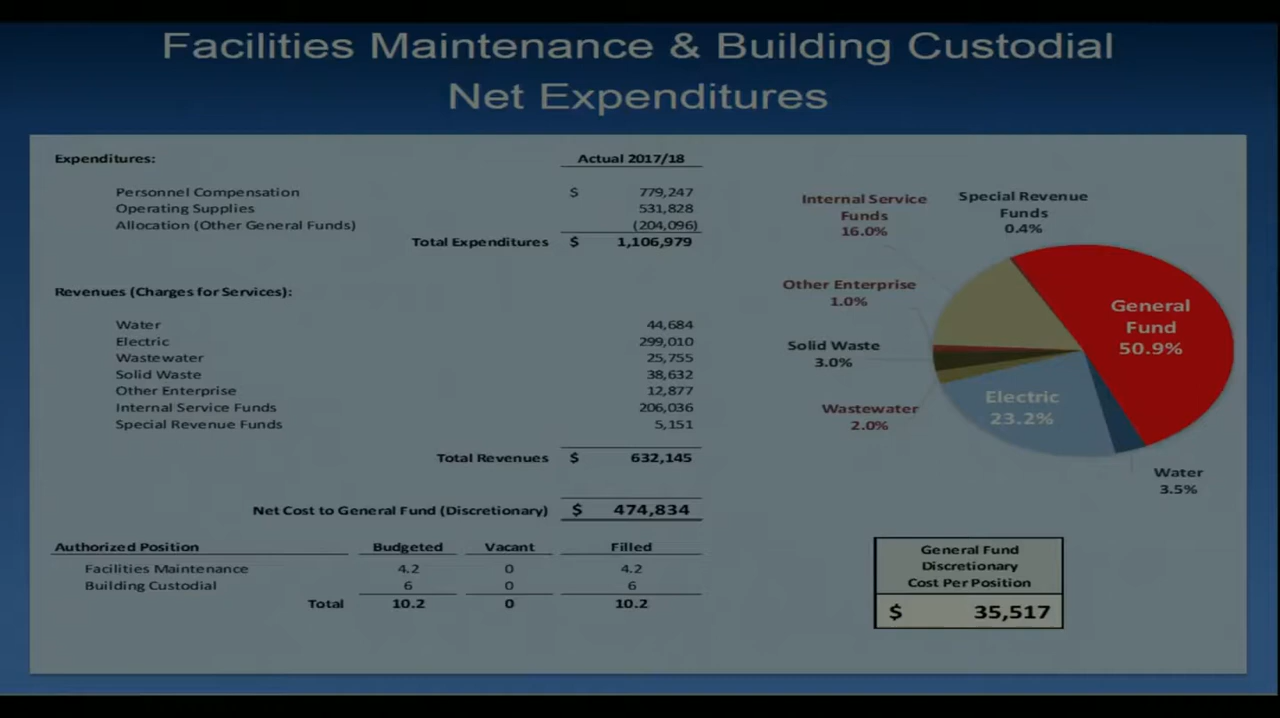 Facilities Maintenance & Building Custodial
Net Expenditures
Expenditures: Actual 2017/18
Personnel Compensation $ 779,247
Operating Supplies 531,828
Allocation (Other General Funds) (204,096)
Total Expenditures $ 1,106,979
Revenues (Charges for Services):
Water 44,684
Electric 299,010
Wastewater 25,755
Solid Waste 38,632
Other Enterprise 12,877
Internal Service Funds 206,036
Special Revenue Funds 5,151
Total Revenues $ 632,145
Net Cost to General Fund (Discretionary) $ 474,834
Authorized Position Budgeted Vacant Filled
Facilities Maintenance 4.2 0 4.2
Building Custodial 6 0 6
Total 10.2 0 10.2
Internal Service
Funds
16.0%
Special Revenue
Funds
0.4%
Other Enterprise
1.0%
General
Fund
50.9%
Solid Waste
3.0%
Electric
23.2%
Wastewater
2.0%
Water
3.5%
General Fund
Discretionary
Cost Per Position
$ 35,517